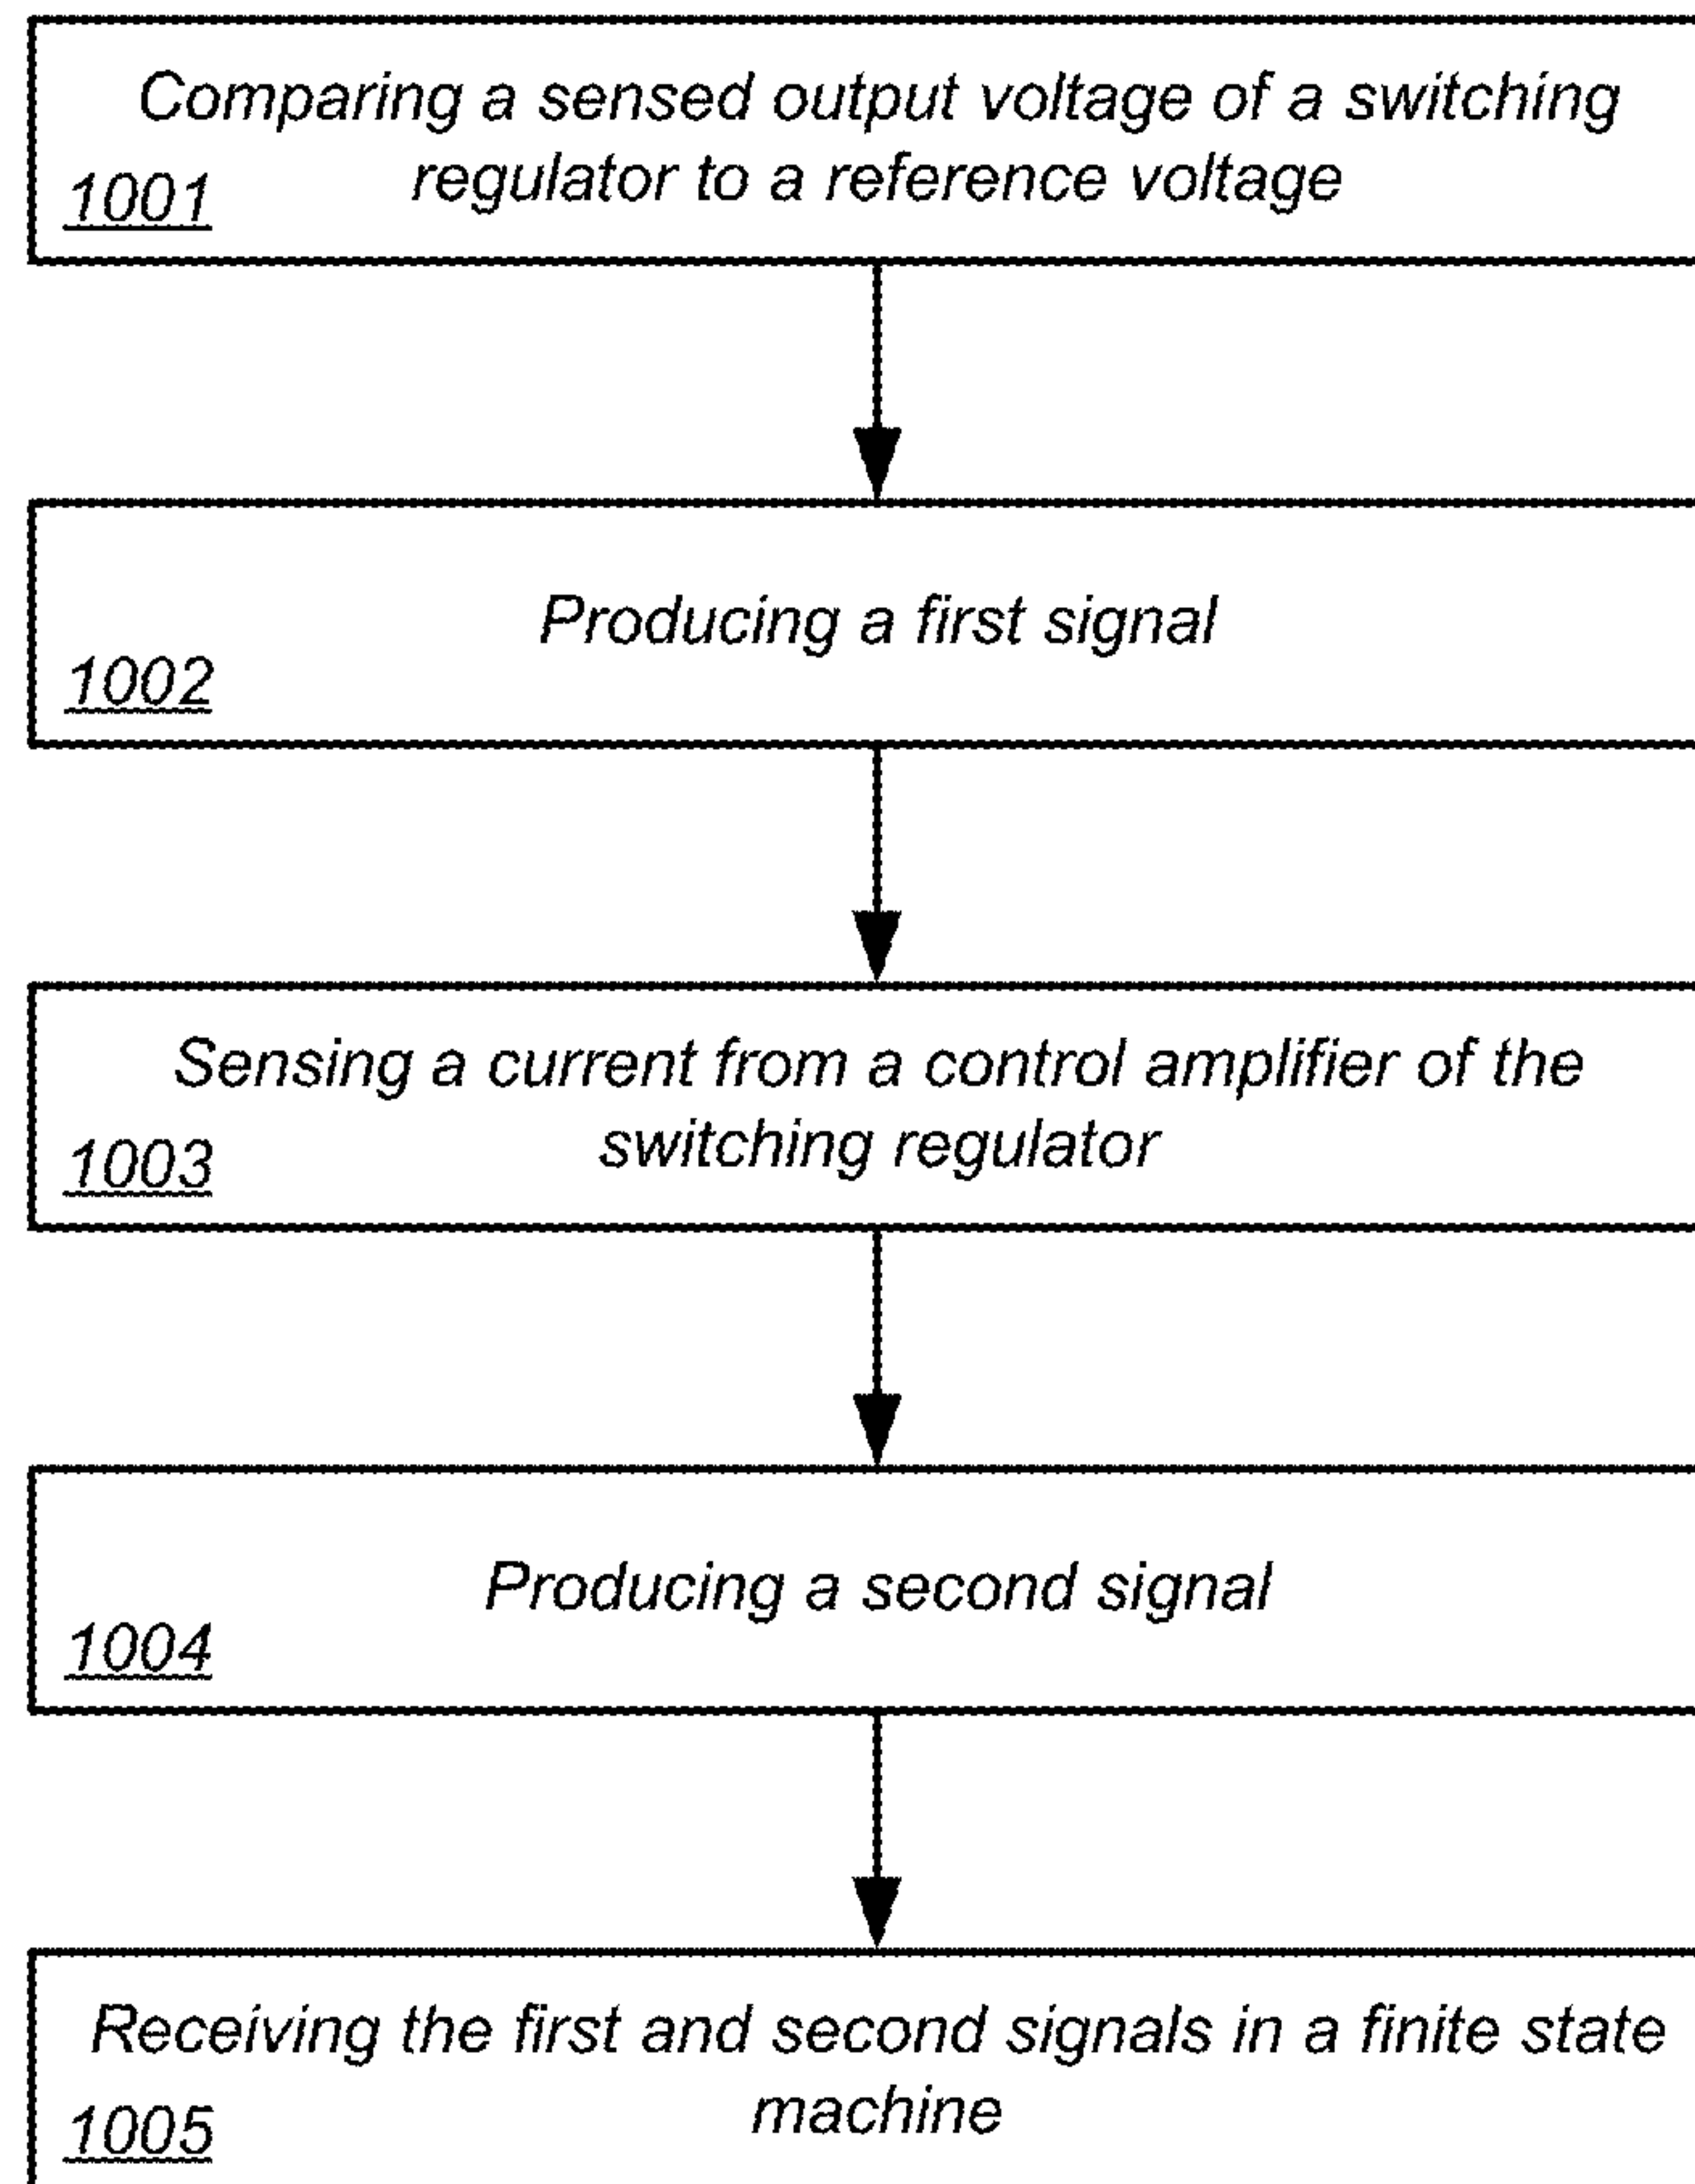 Comparing a sensed output voltage of a switching
regulator to a reference voltage
1001
Producing a first signal
1002
Sensing a current from a control amplifier of the
switching regulator
1003
Producing a second signal
1004
Receiving the first and second signals in a finite state
machine
1005